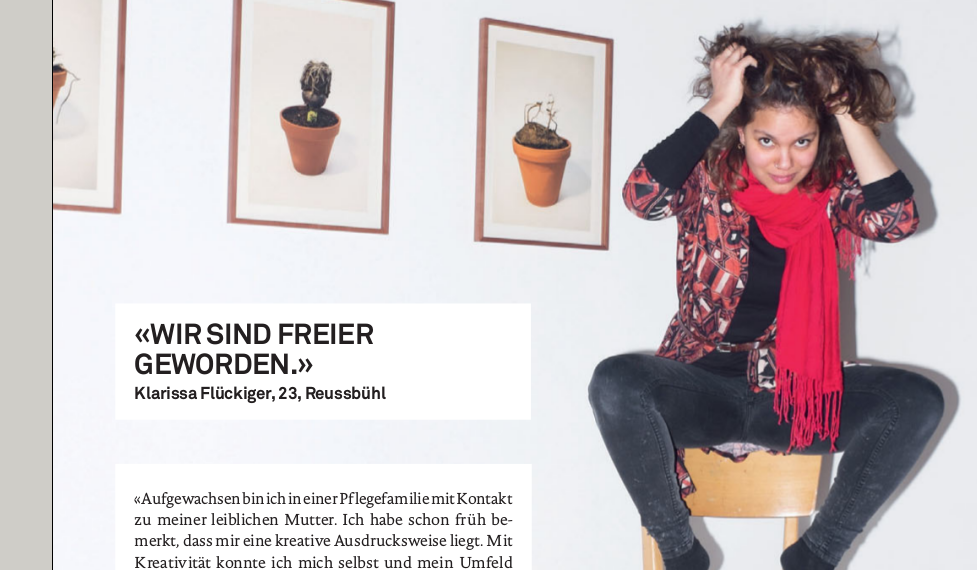 «WIR SIND FREIER
GEWORDEN.»
Klarissa Flückiger, 23, Reussbühl
«Aufgewachsen bin ich in einer Pflegefamilie mit Kontakt
zu meiner leiblichen Mutter. Ich habe schon früh be-
merkt, dass mir eine kreative Ausdrucksweise liegt. Mit
Kreativität konnte ich mich selbst und mein Umfeld